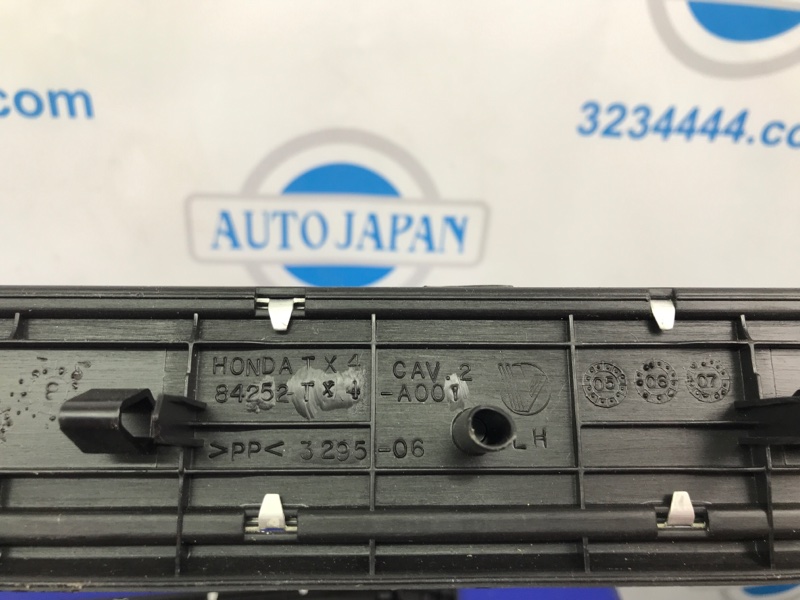 .com
3234444.co
AUTO JAPAN
HONDA TX4 CAV.2
84252-TX4-A001
>PP< 3295-06 LH
05 06 07